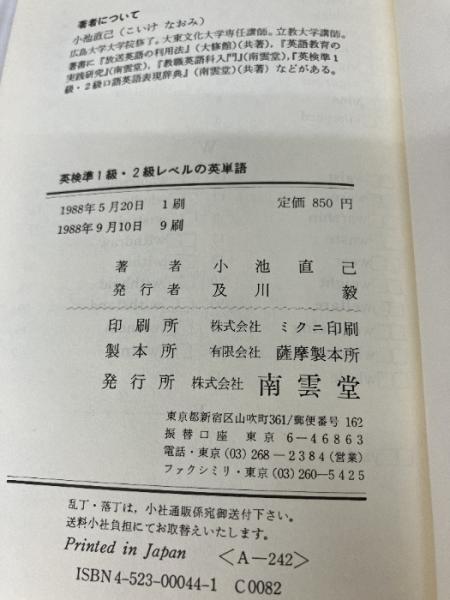 著者について
小池直己（こいけ なおみ）
広島大学大学院修了。大東文化大学専任講師。立教大学講師。
著書に『放送英語の利用法』（大修館）（共著），『英語教育の
実践研究』（南雲堂），『教職英語科入門』（南雲堂），『英検準1
級・2級口語英語表現辞典』（南雲堂）（共著）などがある。
英検準1級・2級レベルの英単語
1988年5月20日 1刷 定価 850円
1988年9月10日 9刷
著者 小池直己
発行者 及川毅
印刷所 株式会社 ミクニ印刷
製本所 有限会社 薩摩製本所
発行所 株式会社 南雲堂
東京都新宿区山吹町361/郵便番号 162
振替口座 東京 6-46863
電話・東京(03)268-2384(営業)
ファクシミリ・東京(03)260-5425
乱丁・落丁は，小社通販係宛御送付下さい。
送料小社負担にてお取替えいたします。
Printed in Japan 〈A-242〉
ISBN4-523-00044-1 C0082